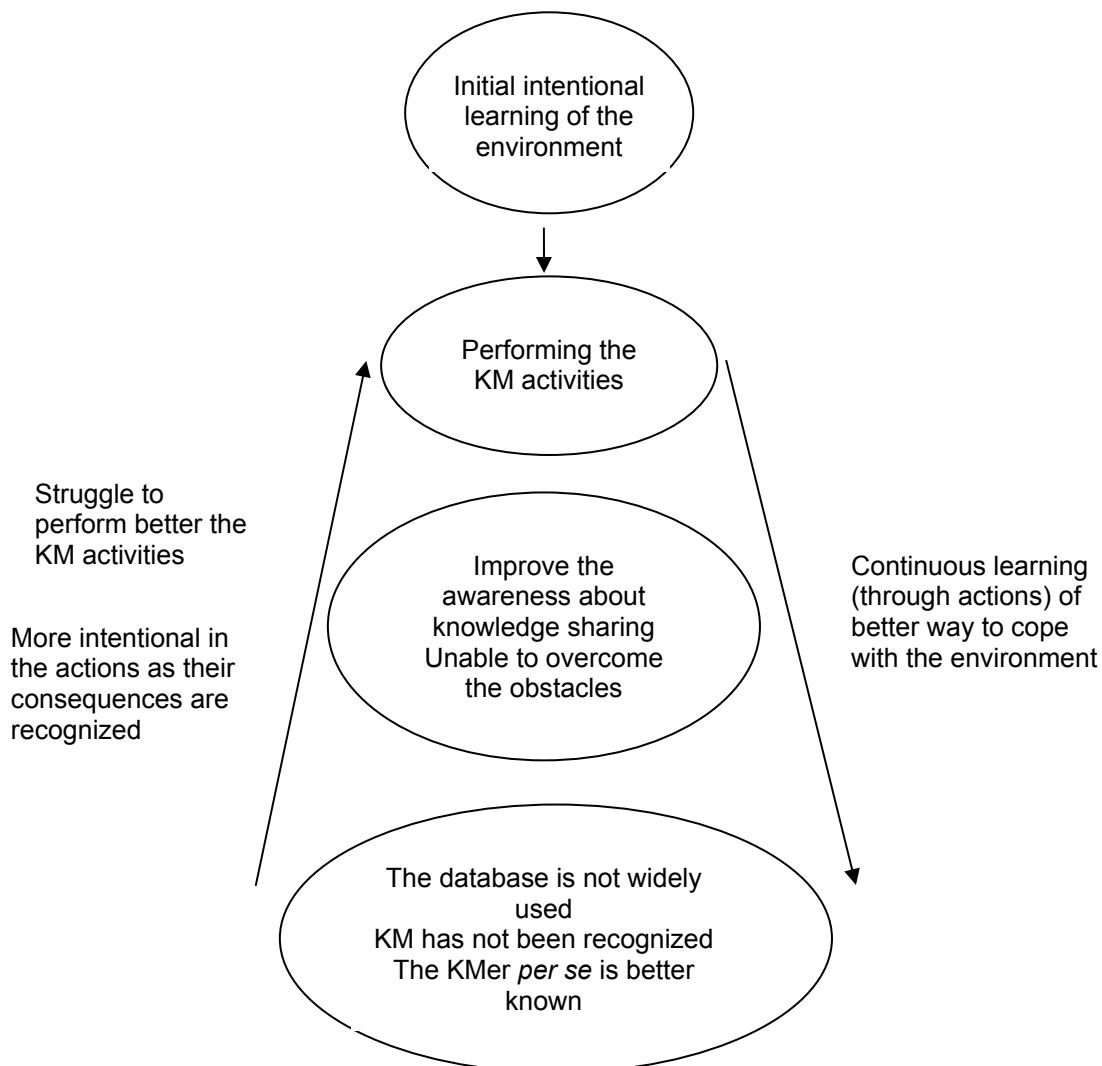 Initial intentional
learning of the
environment
Performing the
KM activities
Struggle to
perform better the
KM activities
More intentional in
the actions as their
consequences are
recognized
Improve the
awareness about
knowledge sharing
Unable to overcome
the obstacles
Continuous learning
(through actions) of
better way to cope
with the environment
The database is not widely
used
KM has not been recognized
The KMer per se is better
known